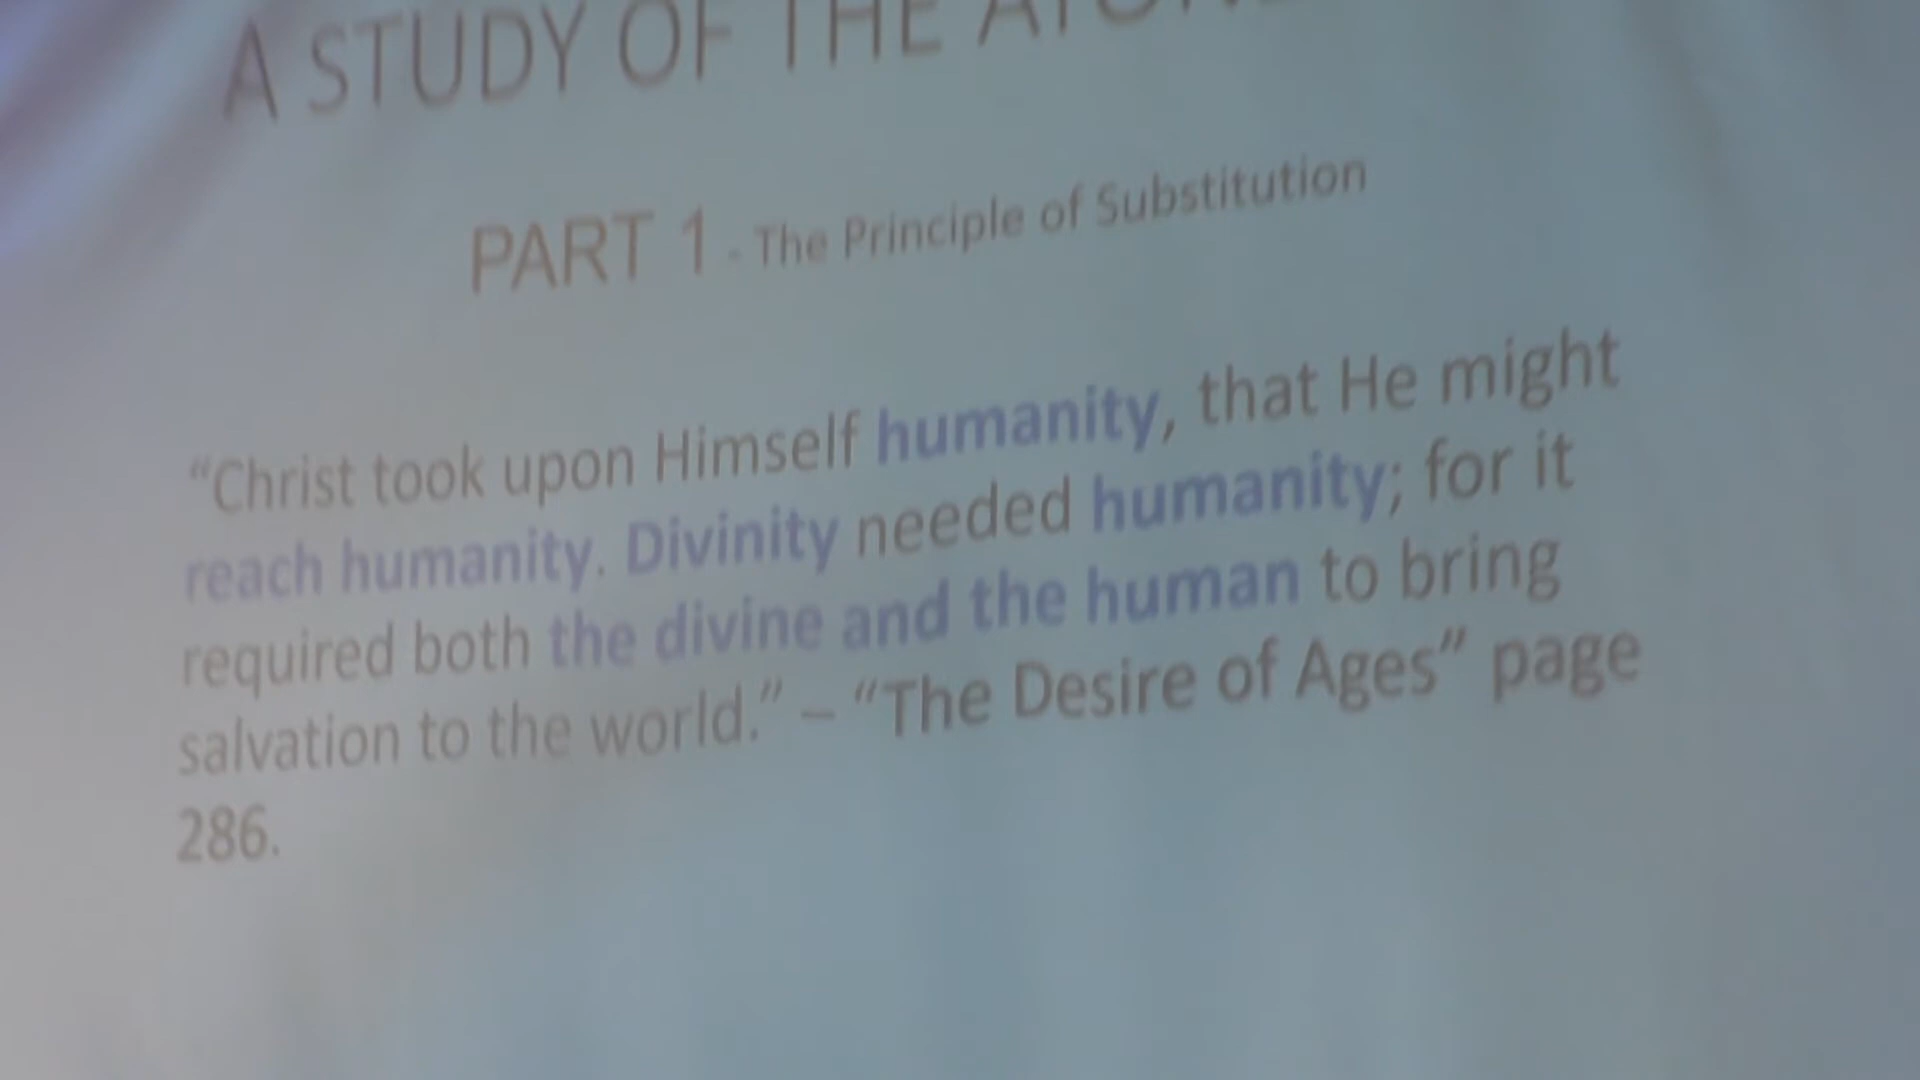 A STUDY OF THE
PART 1 - The Principle of Substitution
“Christ took upon Himself humanity, that He might
reach humanity. Divinity needed humanity; for it
required both the divine and the human to bring
salvation to the world.” – “The Desire of Ages” page
286.